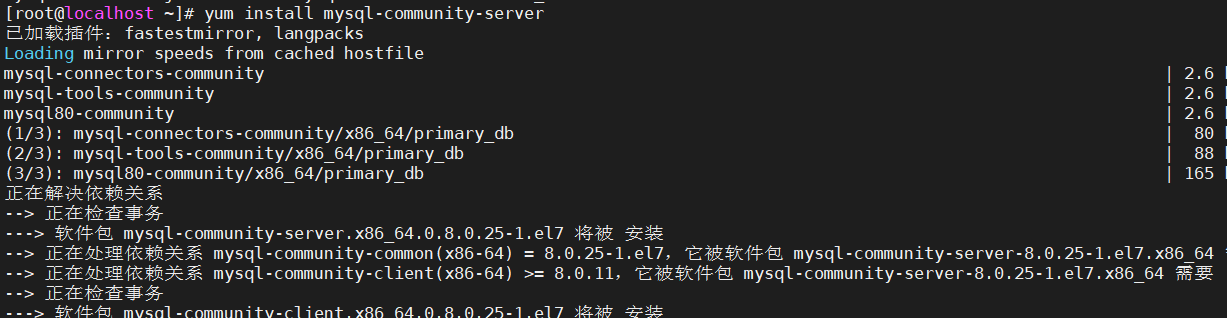 [root@localhost ~]# yum install mysql-community-server
已加载插件：fastestmirror, langpacks
Loading mirror speeds from cached hostfile
mysql-connectors-community | 2.6
mysql-tools-community | 2.6
mysql80-community | 2.6
(1/3): mysql-connectors-community/x86_64/primary_db | 80
(2/3): mysql-tools-community/x86_64/primary_db | 88
(3/3): mysql80-community/x86_64/primary_db | 165
正在解决依赖关系
--> 正在检查事务
---> 软件包 mysql-community-server.x86_64.0.8.0.25-1.el7 将被 安装
--> 正在处理依赖关系 mysql-community-common(x86-64) = 8.0.25-1.el7，它被软件包 mysql-community-server-8.0.25-1.el7.x86_64
--> 正在处理依赖关系 mysql-community-client(x86-64) >= 8.0.11，它被软件包 mysql-community-server-8.0.25-1.el7.x86_64 需要
--> 正在检查事务
---> 软件包 mysql-community-client.x86_64.0.8.0.25-1.el7 将被 安装